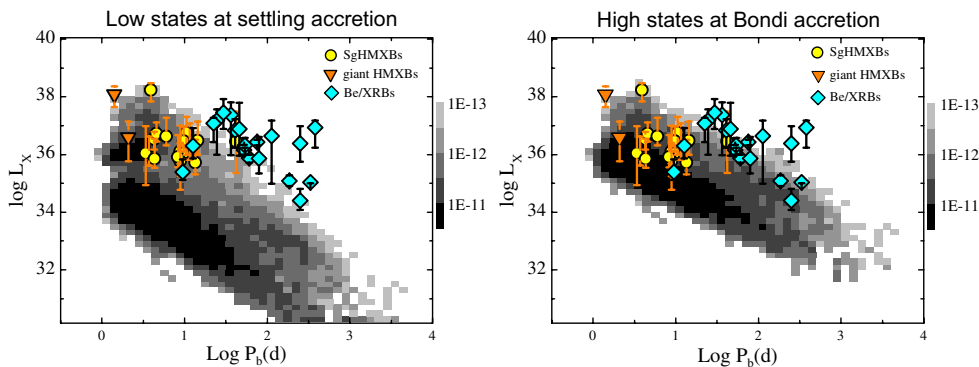 Low states at settling accretion
High states at Bondi accretion
40
38
36
34
32
log L_X
0
1
2
3
4
Log P_b(d)
SgHMXBs
giant HMXBs
Be/XRBs
1E-13
1E-12
1E-11
40
38
36
34
32
log L_X
0
1
2
3
4
Log P_b(d)
SgHMXBs
giant HMXBs
Be/XRBs
1E-13
1E-12
1E-11